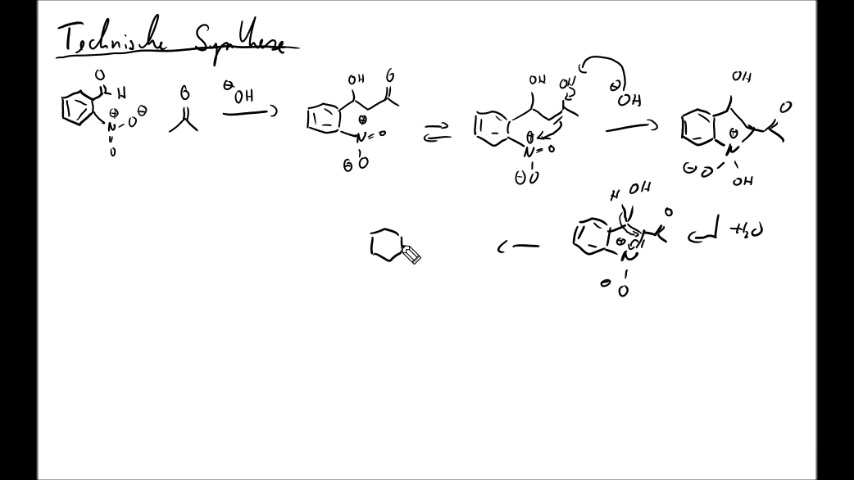 Technische Synthese
O OH O
O H O ⊖ ⊖OH OH OH ⊖OH OH O
⊕ N O ⊖ ⊕ N = O ⊕ N = O ⊕ N
O ⊖O ⊖O ⊖O OH
H OH O
⊕ N -H₂O
⊖ O